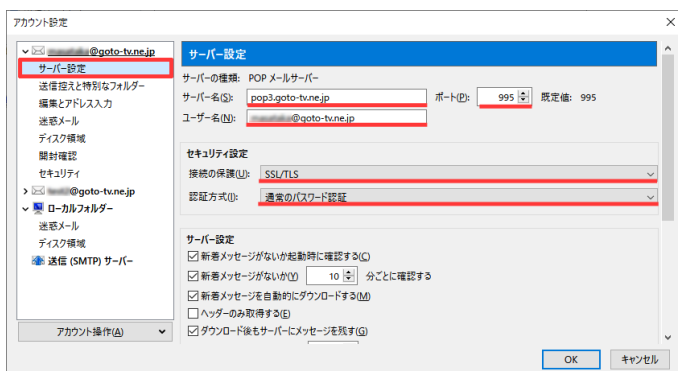 アカウント設定
@goto-tv.ne.jp
サーバー設定
送信控えと特別なフォルダー
編集とアドレス入力
迷惑メール
ディスク領域
開封確認
セキュリティ
@goto-tv.ne.jp
ローカルフォルダー
迷惑メール
ディスク領域
送信 (SMTP) サーバー
アカウント操作(A)
サーバー設定
サーバーの種類: POP メールサーバー
サーバー名(S): pop3.goto-tv.ne.jp ポート(P): 995 既定値: 995
ユーザー名(N): @goto-tv.ne.jp
セキュリティ設定
接続の保護(U): SSL/TLS
認証方式(I): 通常のパスワード認証
サーバー設定
新着メッセージがないか起動時に確認する(C)
新着メッセージがないか(Y) 10 分ごとに確認する
新着メッセージを自動的にダウンロードする(M)
ヘッダーのみ取得する(E)
ダウンロード後もサーバーにメッセージを残す(G)
OK キャンセル